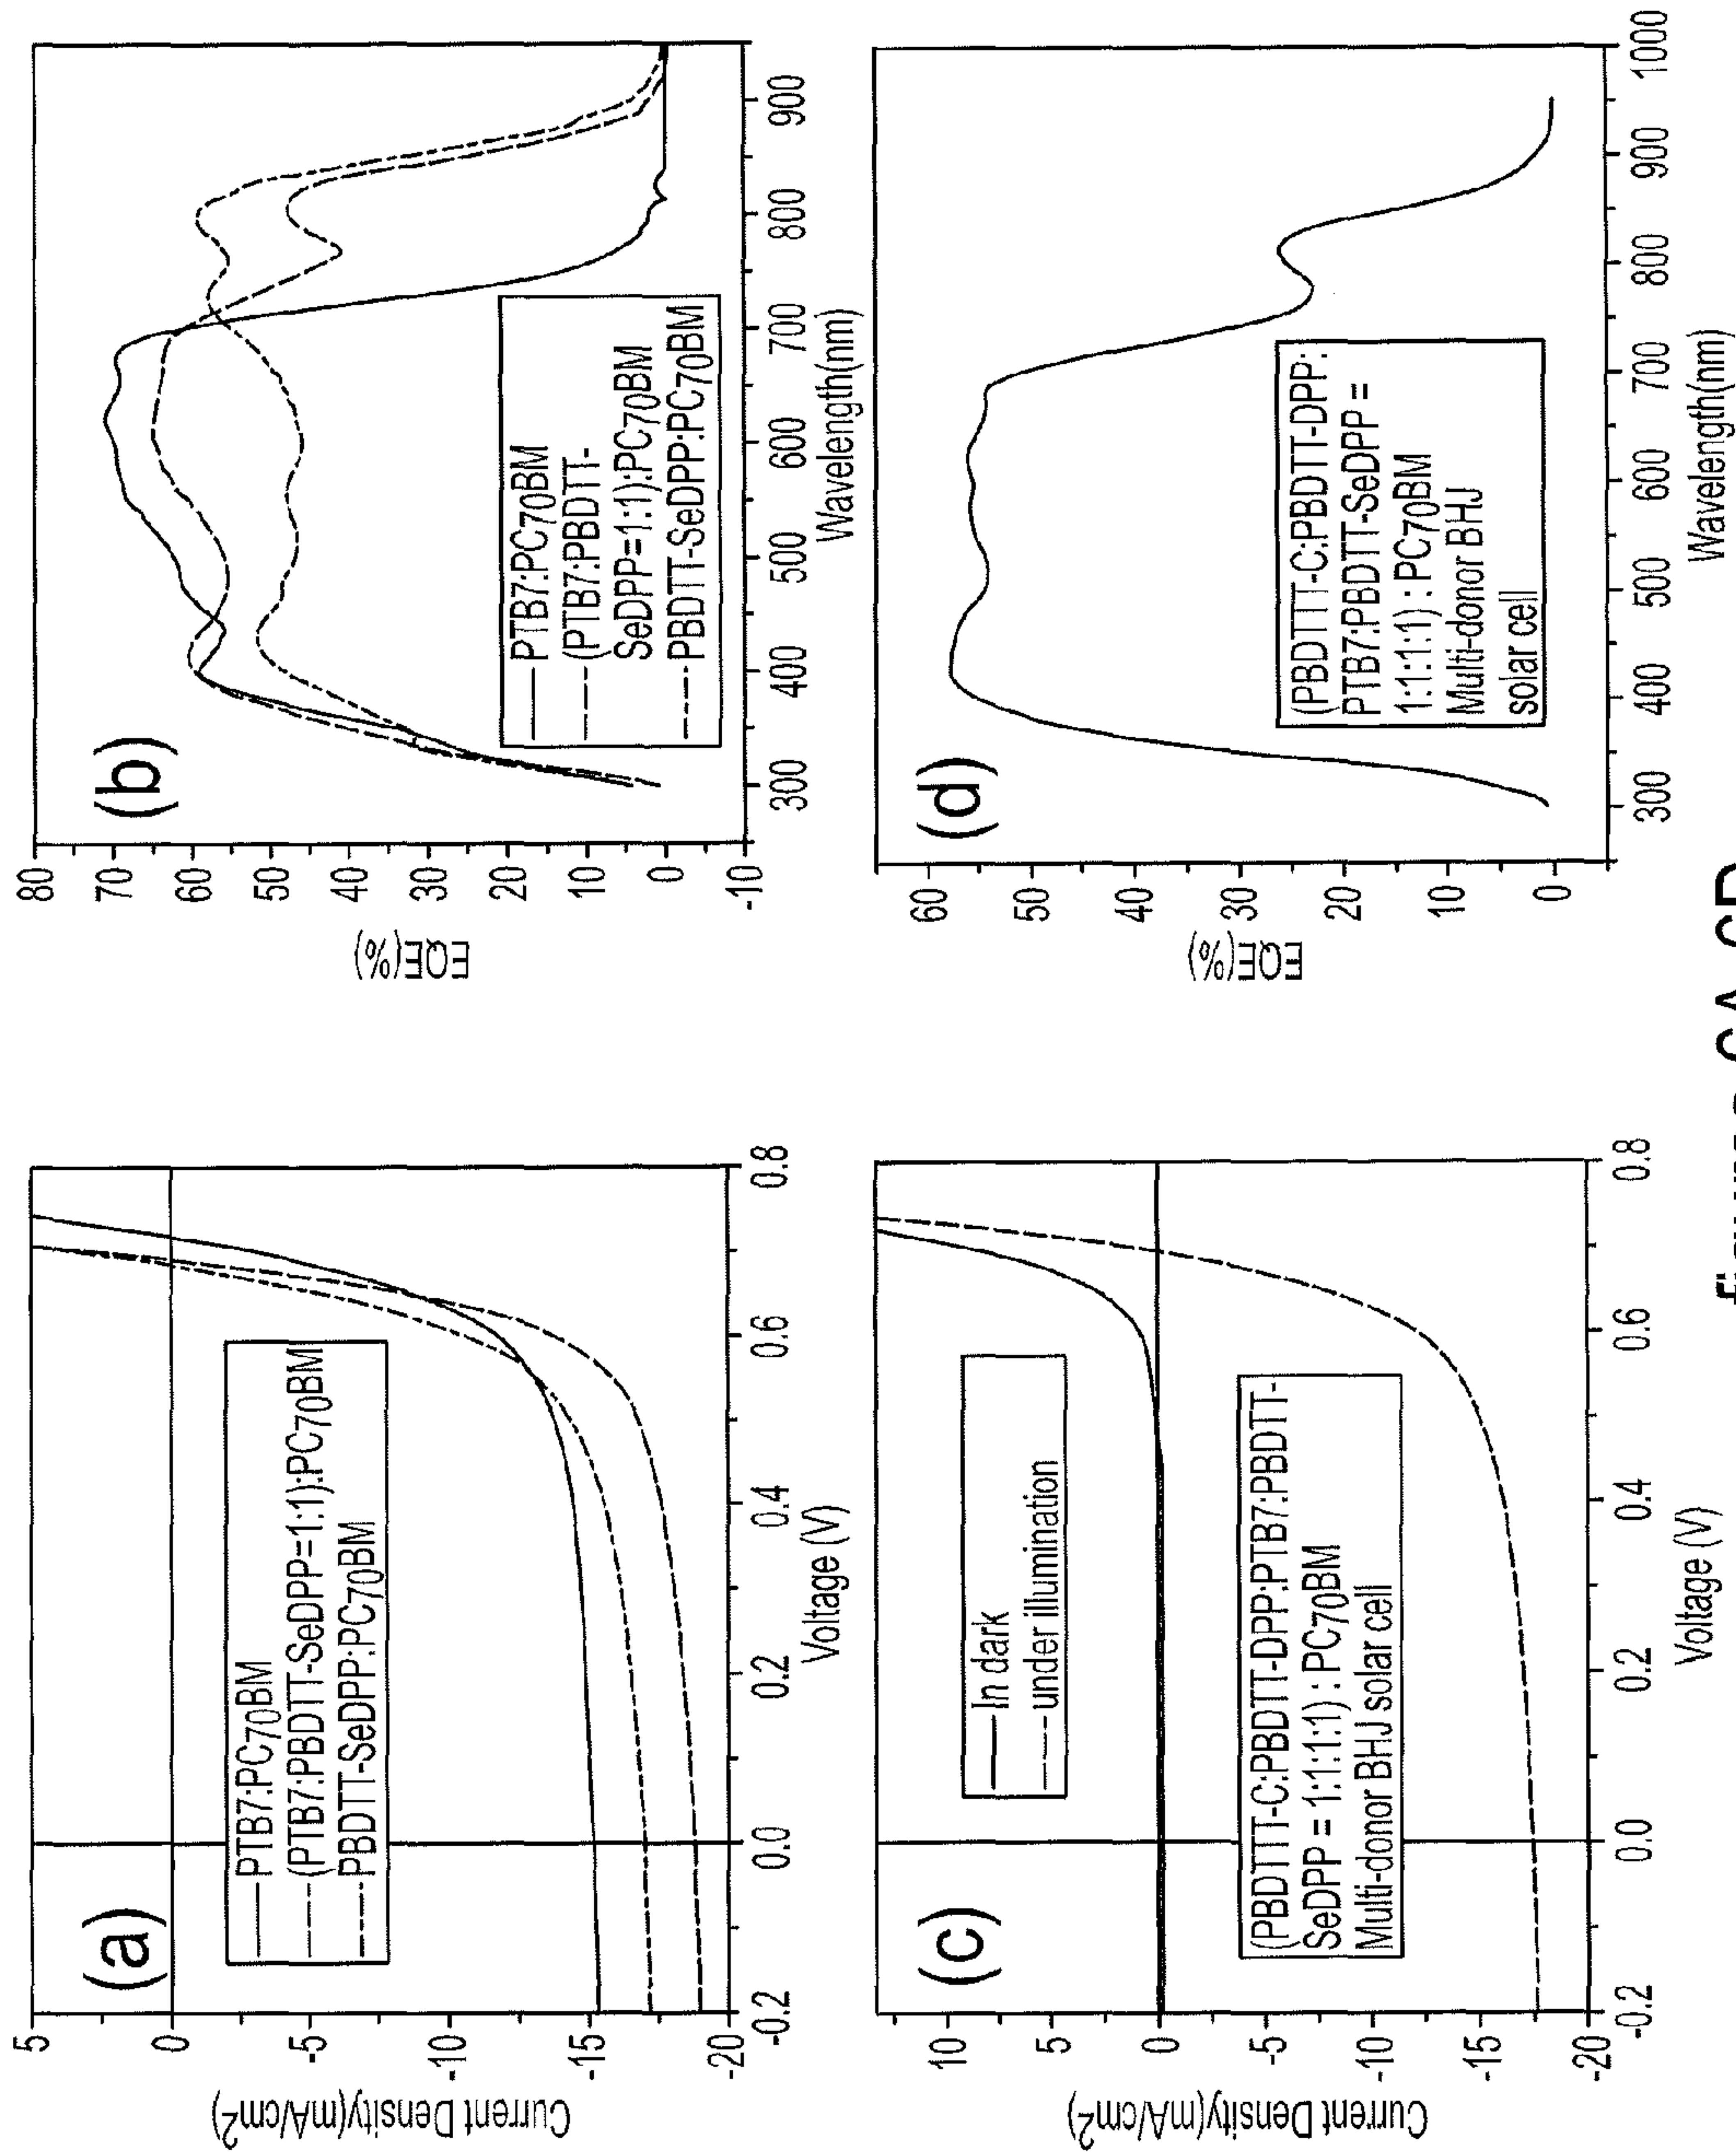 (a)
5
0
-5
-10
-15
-20
Current Density(mA/cm2)
PTB7:PC70BM
(PTB7:PBDTT-SeDPP=1:1):PC70BM
PBDTT-SeDPP:PC70BM
-0.2 0.0 0.2 0.4 0.6 0.8
Voltage (V)
(b)
80
70
60
50
40
30
20
10
0
-10
EQE(%)
PTB7:PC70BM
(PTB7:PBDTT-
SeDPP=1:1):PC70BM
PBDTT-SeDPP:PC70BM
300 400 500 600 700 800 900
Wavelength(nm)
(c)
10
5
0
-5
-10
-15
-20
Current Density(mA/cm2)
In dark
under illumination
(PBDTTT-C:PBDTT-DPP:PTB7:PBDTT-
SeDPP = 1:1:1:1) : PC70BM
Multi-donor BHJ solar cell
-0.2 0.0 0.2 0.4 0.6 0.8
Voltage (V)
(d)
60
50
40
30
20
10
0
EQE(%)
(PBDTTT-C:PBDTT-DPP:
PTB7:PBDTT-SeDPP =
1:1:1:1) : PC70BM
Multi-donor BHJ
solar cell
300 400 500 600 700 800 900 1000
Wavelength(nm)